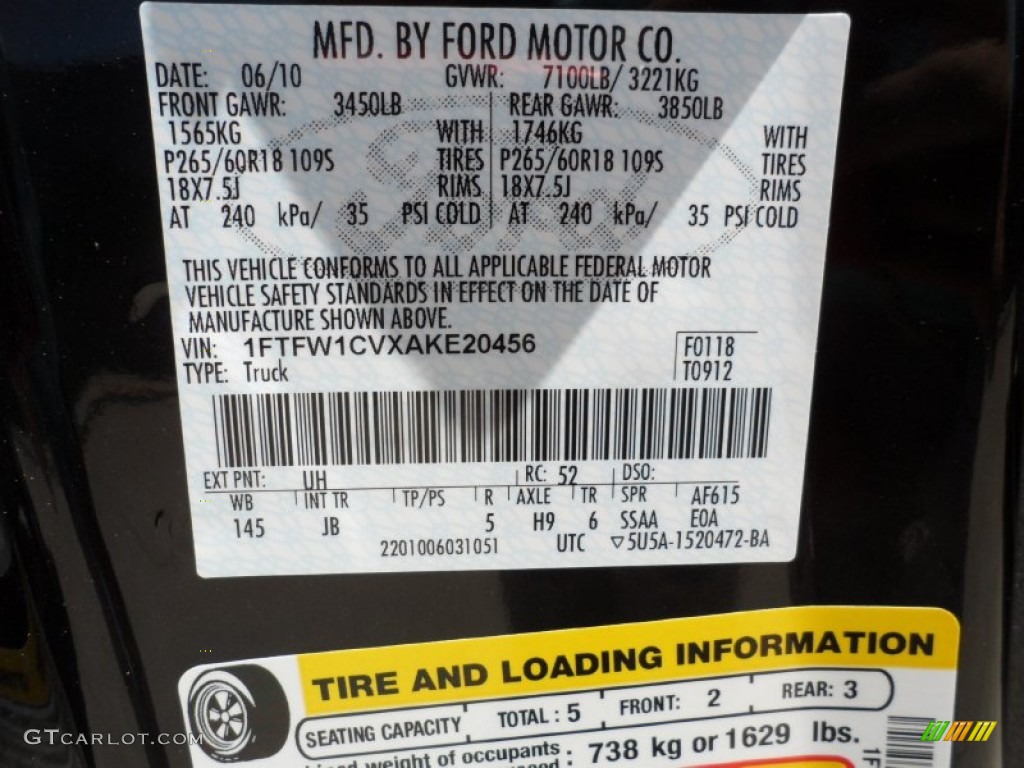 MFD. BY FORD MOTOR CO.
DATE: 06/10 GVWR: 7100LB/ 3221KG
FRONT GAWR: 3450LB REAR GAWR: 3850LB
1565KG WITH 1746KG WITH
P265/60R18 109S TIRES P265/60R18 109S TIRES
18X7.5J RIMS 18X7.5J RIMS
AT 240 kPa/ 35 PSI COLD AT 240 kPa/ 35 PSI COLD
THIS VEHICLE CONFORMS TO ALL APPLICABLE FEDERAL MOTOR
VEHICLE SAFETY STANDARDS IN EFFECT ON THE DATE OF
MANUFACTURE SHOWN ABOVE.
VIN: 1FTFW1CVXAKE20456 F0118
TYPE: Truck T0912
EXT PNT: UH RC: 52 DSO:
WB INT TR TP/PS R AXLE TR SPR AF615
145 JB 5 H9 6 SSAA E0A
2201006031051 UTC ▽5U5A-1520472-BA
TIRE AND LOADING INFORMATION
SEATING CAPACITY TOTAL : 5 FRONT: 2 REAR: 3
weight of occupants : 738 kg or 1629 lbs.
GTCARLOT.COM